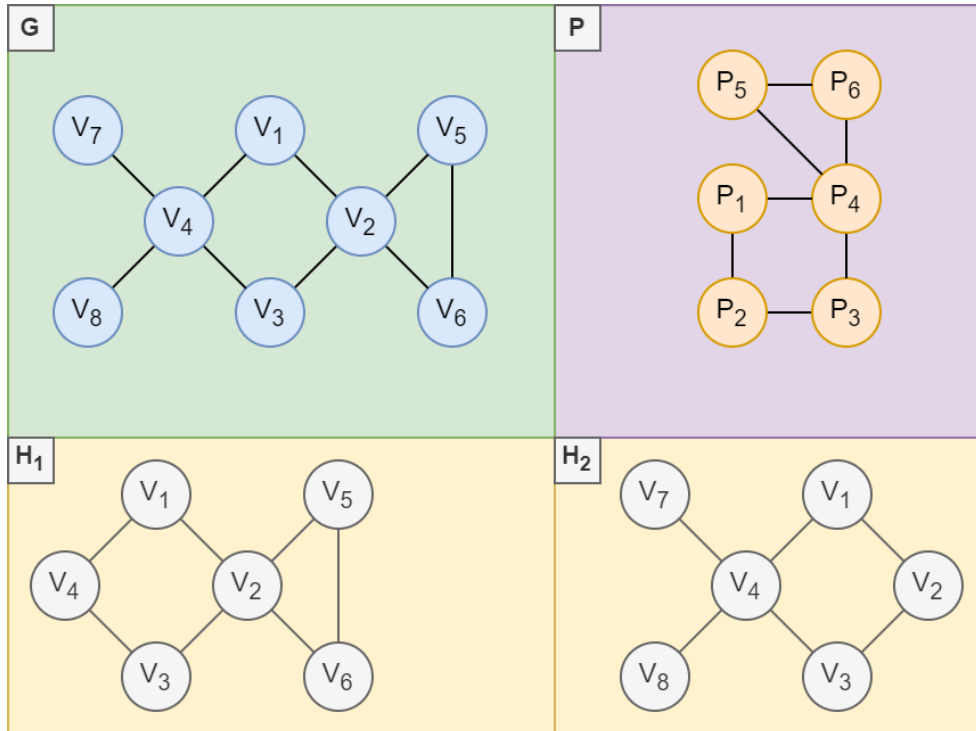 G
P
V7 V1 V5
V4 V2
V8 V3 V6
P5 P6
P1 P4
P2 P3
H1
H2
V1 V5
V4 V2
V3 V6
V7 V1
V4 V2
V8 V3